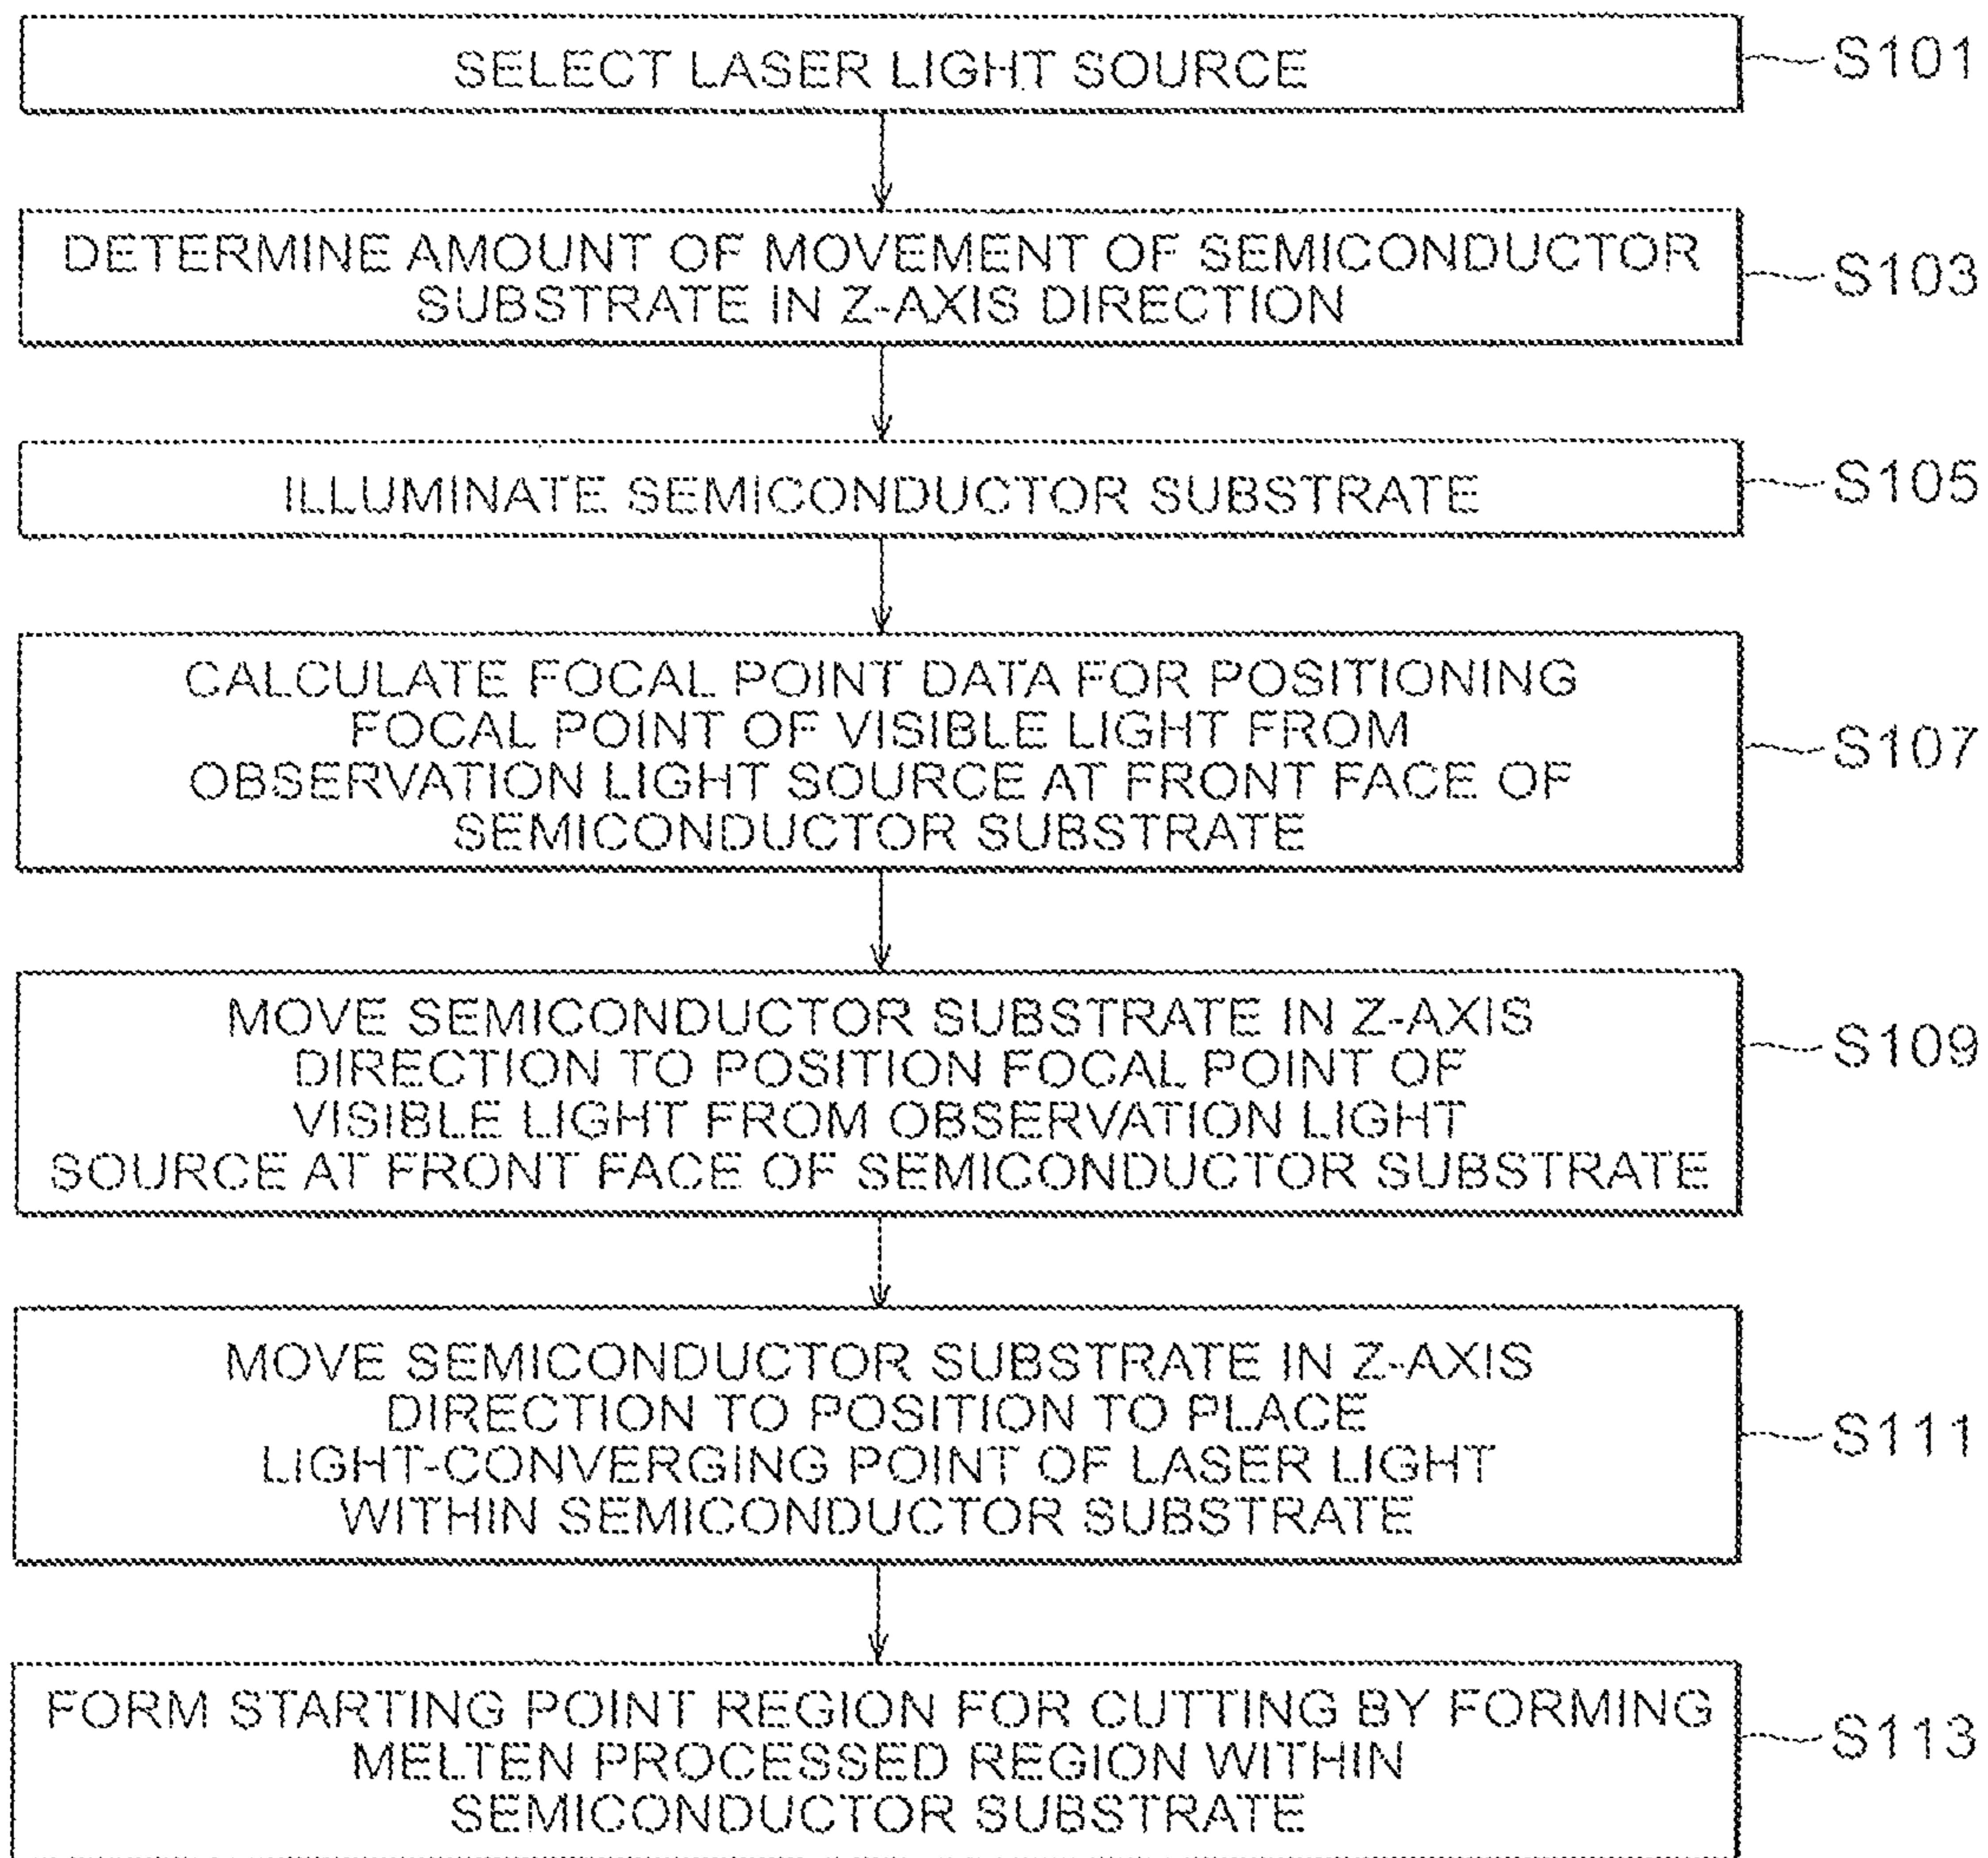 SELECT LASER LIGHT SOURCE
S101
DETERMINE AMOUNT OF MOVEMENT OF SEMICONDUCTOR
SUBSTRATE IN Z-AXIS DIRECTION
S103
ILLUMINATE SEMICONDUCTOR SUBSTRATE
S105
CALCULATE FOCAL POINT DATA FOR POSITIONING
FOCAL POINT OF VISIBLE LIGHT FROM
OBSERVATION LIGHT SOURCE AT FRONT FACE OF
SEMICONDUCTOR SUBSTRATE
S107
MOVE SEMICONDUCTOR SUBSTRATE IN Z-AXIS
DIRECTION TO POSITION FOCAL POINT OF
VISIBLE LIGHT FROM OBSERVATION LIGHT
SOURCE AT FRONT FACE OF SEMICONDUCTOR SUBSTRATE
S109
MOVE SEMICONDUCTOR SUBSTRATE IN Z-AXIS
DIRECTION TO POSITION TO PLACE
LIGHT-CONVERGING POINT OF LASER LIGHT
WITHIN SEMICONDUCTOR SUBSTRATE
S111
FORM STARTING POINT REGION FOR CUTTING BY FORMING
MELTEN PROCESSED REGION WITHIN
SEMICONDUCTOR SUBSTRATE
S113